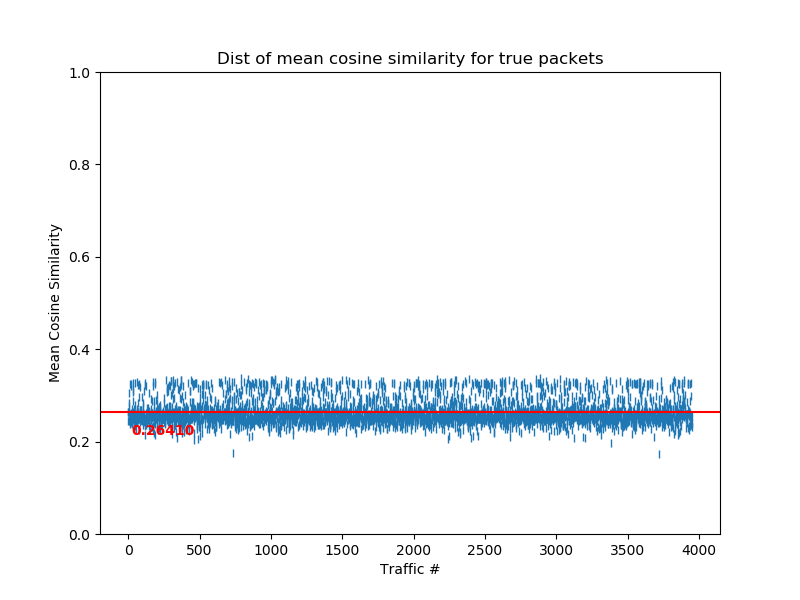 Dist of mean cosine similarity for true packets
1.0
0.8
0.6
0.4
0.2
0.0
Mean Cosine Similarity
0.26410
0 500 1000 1500 2000 2500 3000 3500 4000
Traffic #